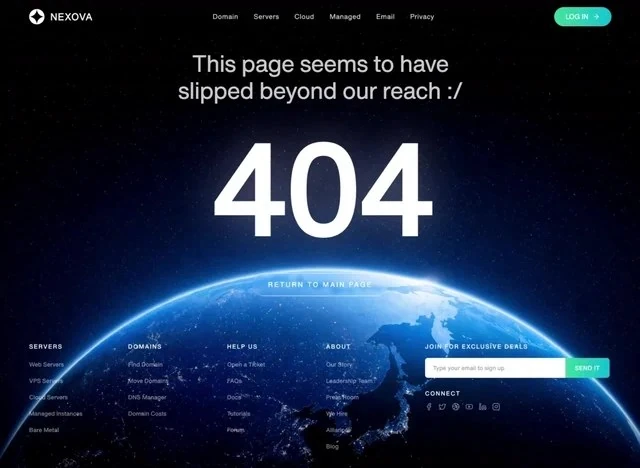 NEXOVA
Domain
Servers
Cloud
Managed
Email
Privacy
LOG IN
This page seems to have
slipped beyond our reach :/
404
RETURN TO MAIN PAGE
SERVERS
Web Servers
VPS Servers
Cloud Servers
Managed Instances
Bare Metal
DOMAINS
Find Domain
Move Domains
DNS Manager
Domain Costs
HELP US
Open a Ticket
FAQs
Docs
Tutorials
Forum
ABOUT
Our Story
Leadership Team
Press Room
We Hire
Alliances
Blog
JOIN FOR EXCLUSIVE DEALS
Type your email to sign up
SEND IT
CONNECT